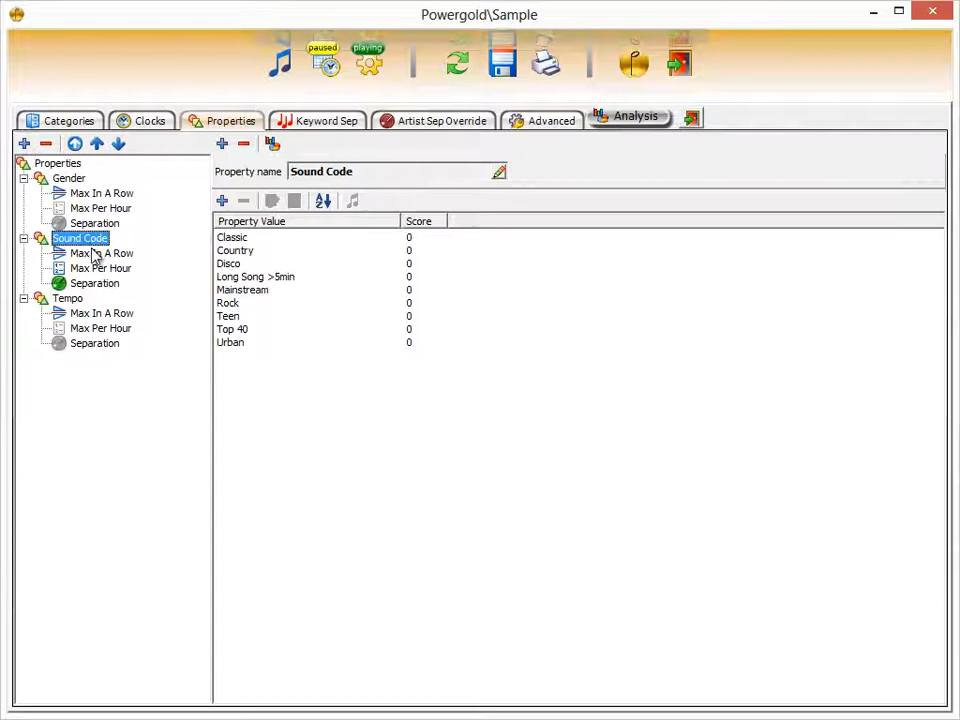 Powergold\Sample
paused
playing
Categories
Clocks
Properties
Keyword Sep
Artist Sep Override
Advanced
Analysis
Properties
Gender
Max In A Row
Max Per Hour
Separation
Sound Code
Max In A Row
Max Per Hour
Separation
Tempo
Max In A Row
Max Per Hour
Separation
Property name Sound Code
Property Value Score
Classic 0
Country 0
Disco 0
Long Song >5min 0
Mainstream 0
Rock 0
Teen 0
Top 40 0
Urban 0